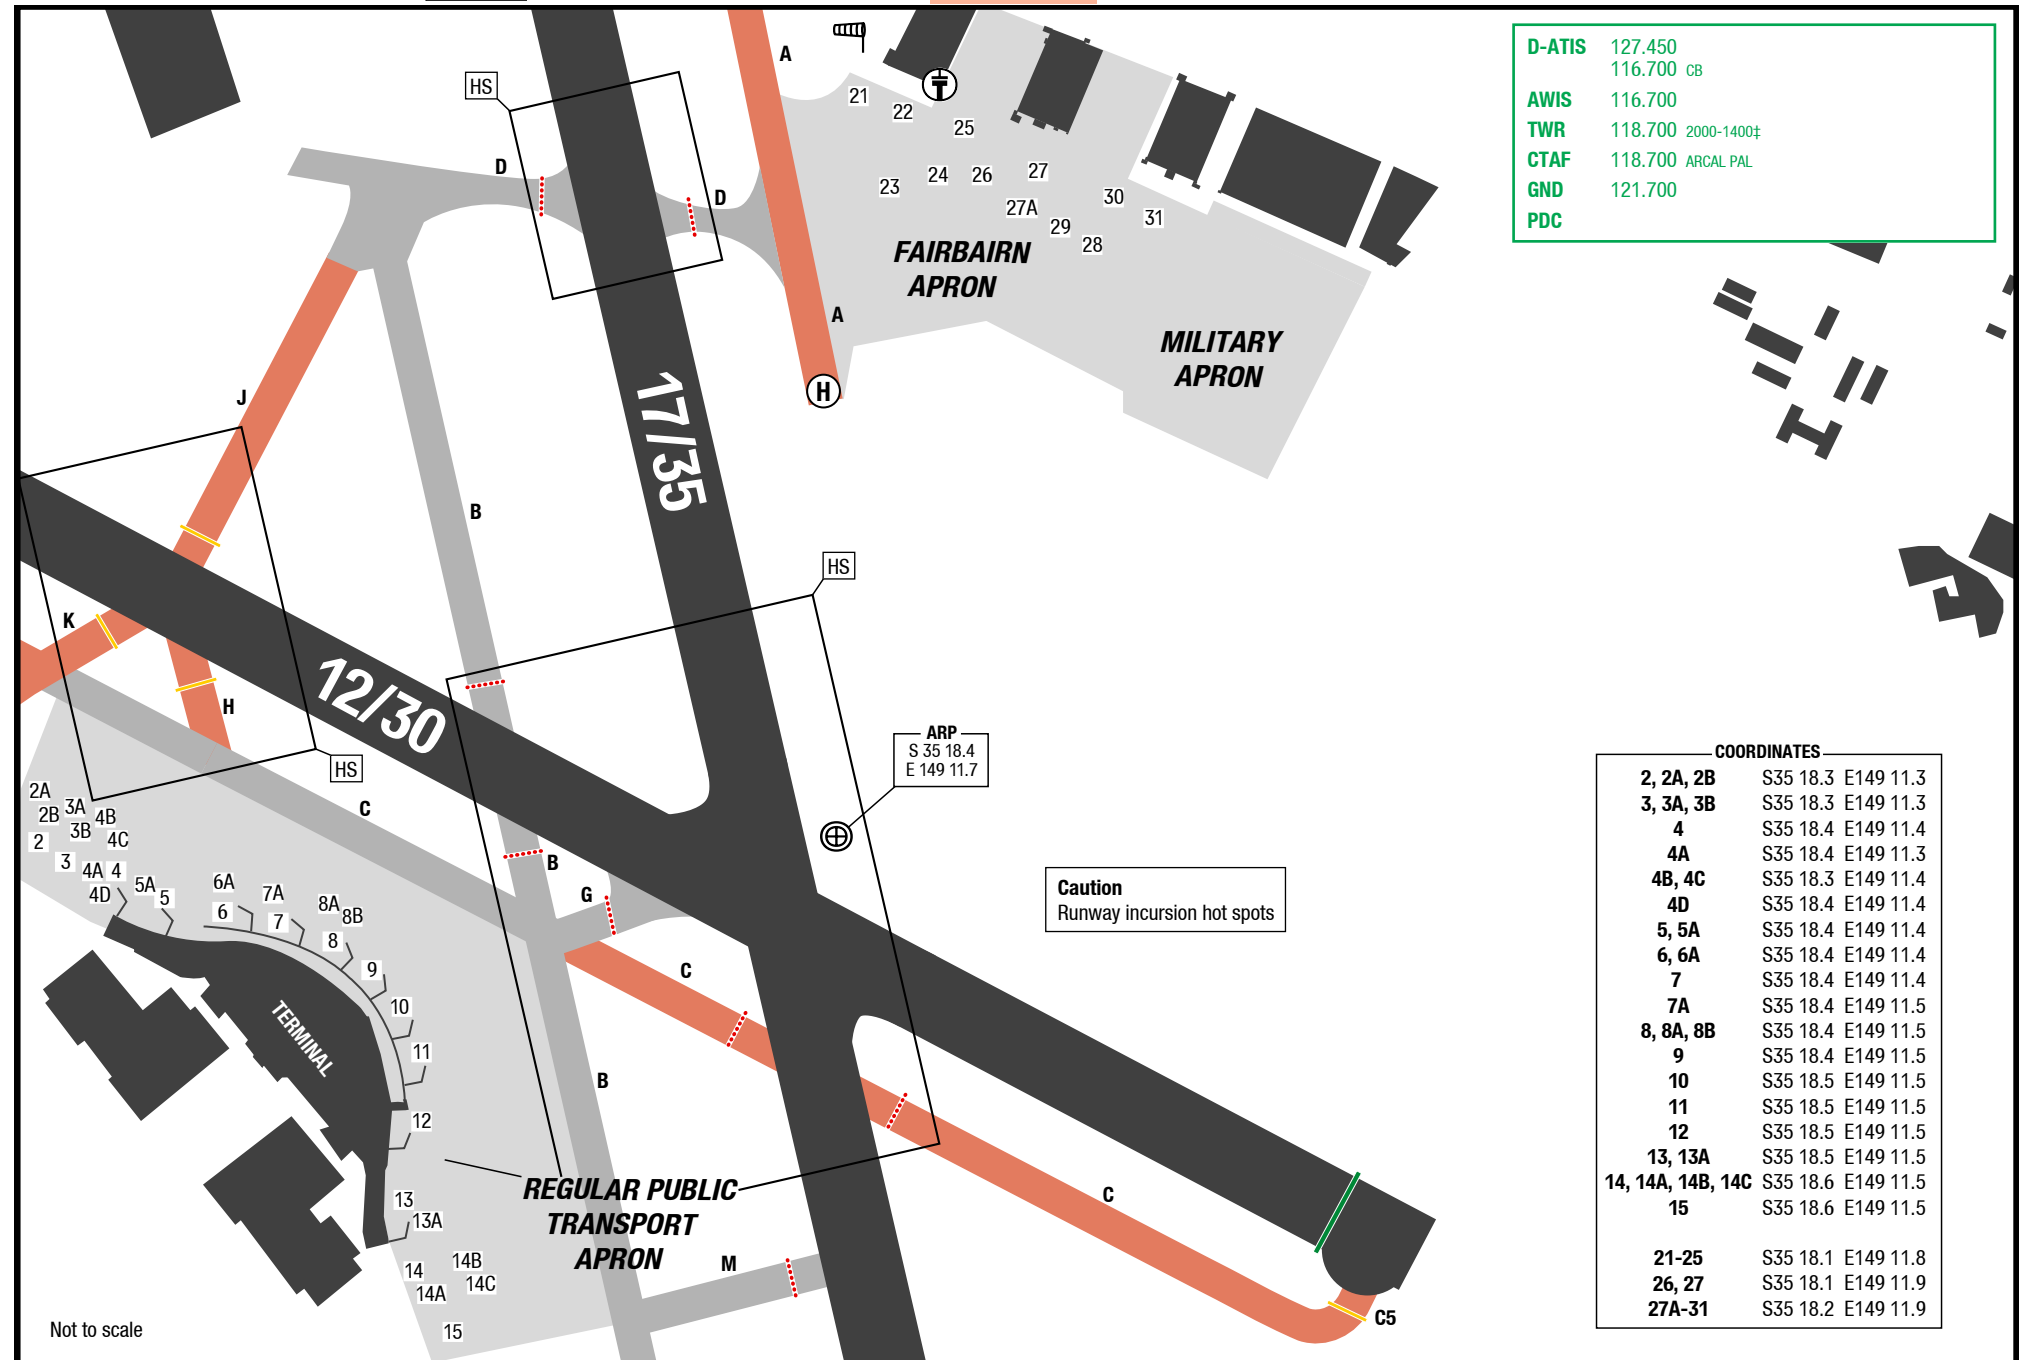 HS
A
21
22
25
D
D
23
24
26
27
27A
30
31
29
28
FAIRBAIRN
APRON
A
MILITARY
APRON
H
J
17/35
B
HS
K
H
12/30
HS
C
ARP
S 35 18.4
E 149 11.7
2A
2B
3A
4B
3B
4C
2
3
4A
4
4D
5A
5
6A
7A
8A
8B
6
7
8
9
10
11
12
13
13A
14
14A
14B
14C
15
B
G
C
B
TERMINAL
REGULAR PUBLIC
TRANSPORT
APRON
M
C
C5
Not to scale
Caution
Runway incursion hot spots
D-ATIS 127.450
116.700 CB
AWIS 116.700
TWR 118.700 2000-1400‡
CTAF 118.700 ARCAL PAL
GND 121.700
PDC
COORDINATES
2, 2A, 2B S35 18.3 E149 11.3
3, 3A, 3B S35 18.3 E149 11.3
4 S35 18.4 E149 11.4
4A S35 18.4 E149 11.3
4B, 4C S35 18.3 E149 11.4
4D S35 18.4 E149 11.4
5, 5A S35 18.4 E149 11.4
6, 6A S35 18.4 E149 11.4
7 S35 18.4 E149 11.4
7A S35 18.4 E149 11.5
8, 8A, 8B S35 18.4 E149 11.5
9 S35 18.4 E149 11.5
10 S35 18.5 E149 11.5
11 S35 18.5 E149 11.5
12 S35 18.5 E149 11.5
13, 13A S35 18.5 E149 11.5
14, 14A, 14B, 14C S35 18.6 E149 11.5
15 S35 18.6 E149 11.5
21-25 S35 18.1 E149 11.8
26, 27 S35 18.1 E149 11.9
27A-31 S35 18.2 E149 11.9